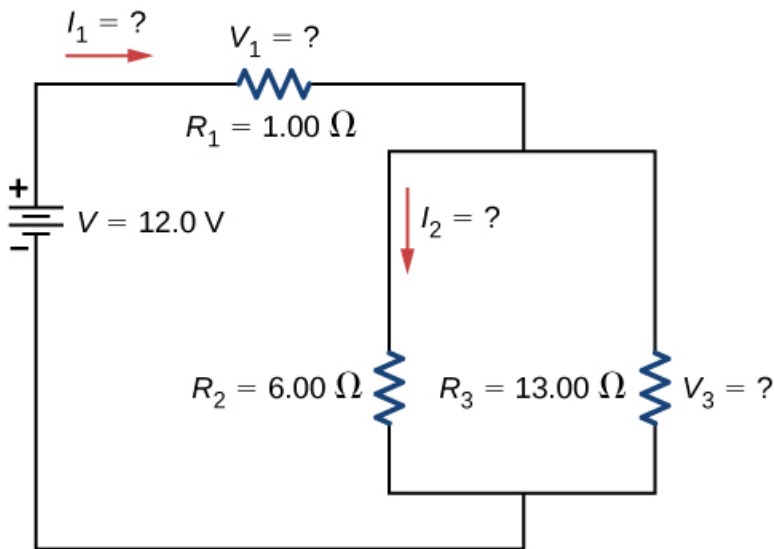 I₁ = ?
V₁ = ?
R₁ = 1.00 Ω
+
V = 12.0 V
−
I₂ = ?
R₂ = 6.00 Ω
R₃ = 13.00 Ω
V₃ = ?